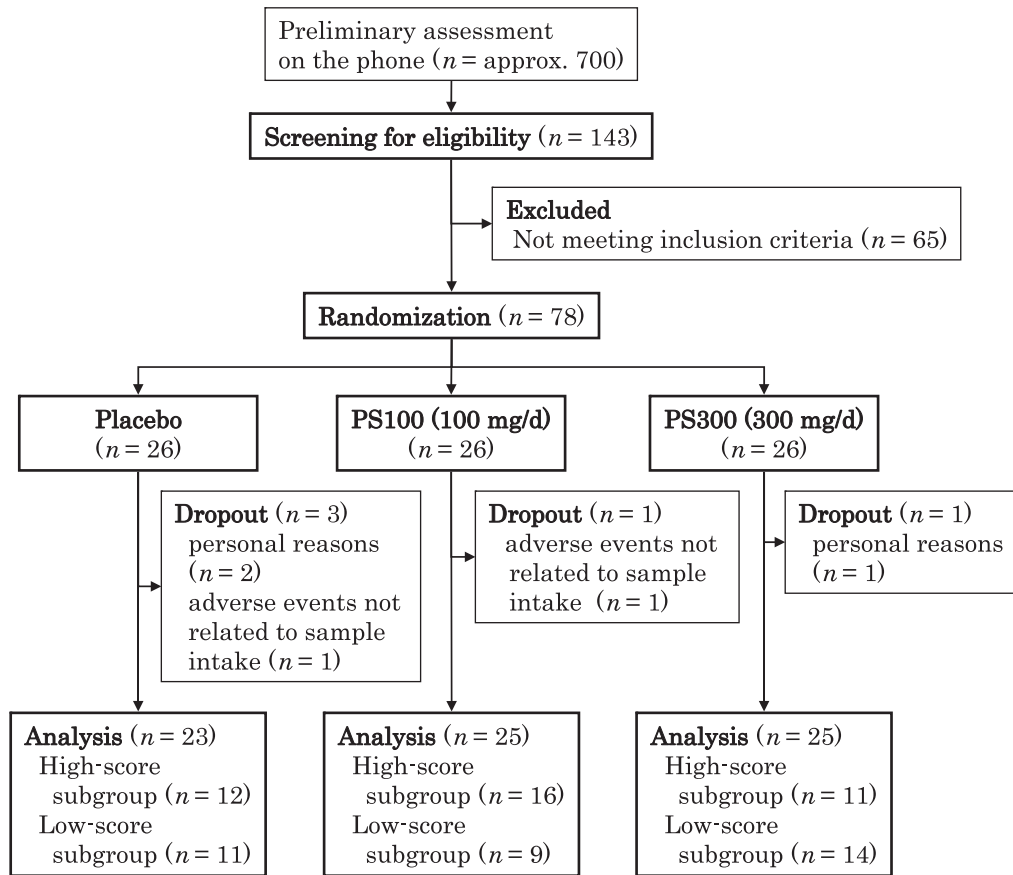 Preliminary assessment
on the phone (n = approx. 700)
Screening for eligibility (n = 143)
Excluded
Not meeting inclusion criteria (n = 65)
Randomization (n = 78)
Placebo
(n = 26)
PS100 (100 mg/d)
(n = 26)
PS300 (300 mg/d)
(n = 26)
Dropout (n = 3)
personal reasons
(n = 2)
adverse events not
related to sample
intake (n = 1)
Dropout (n = 1)
adverse events not
related to sample
intake (n = 1)
Dropout (n = 1)
personal reasons
(n = 1)
Analysis (n = 23)
High-score
subgroup (n = 12)
Low-score
subgroup (n = 11)
Analysis (n = 25)
High-score
subgroup (n = 16)
Low-score
subgroup (n = 9)
Analysis (n = 25)
High-score
subgroup (n = 11)
Low-score
subgroup (n = 14)